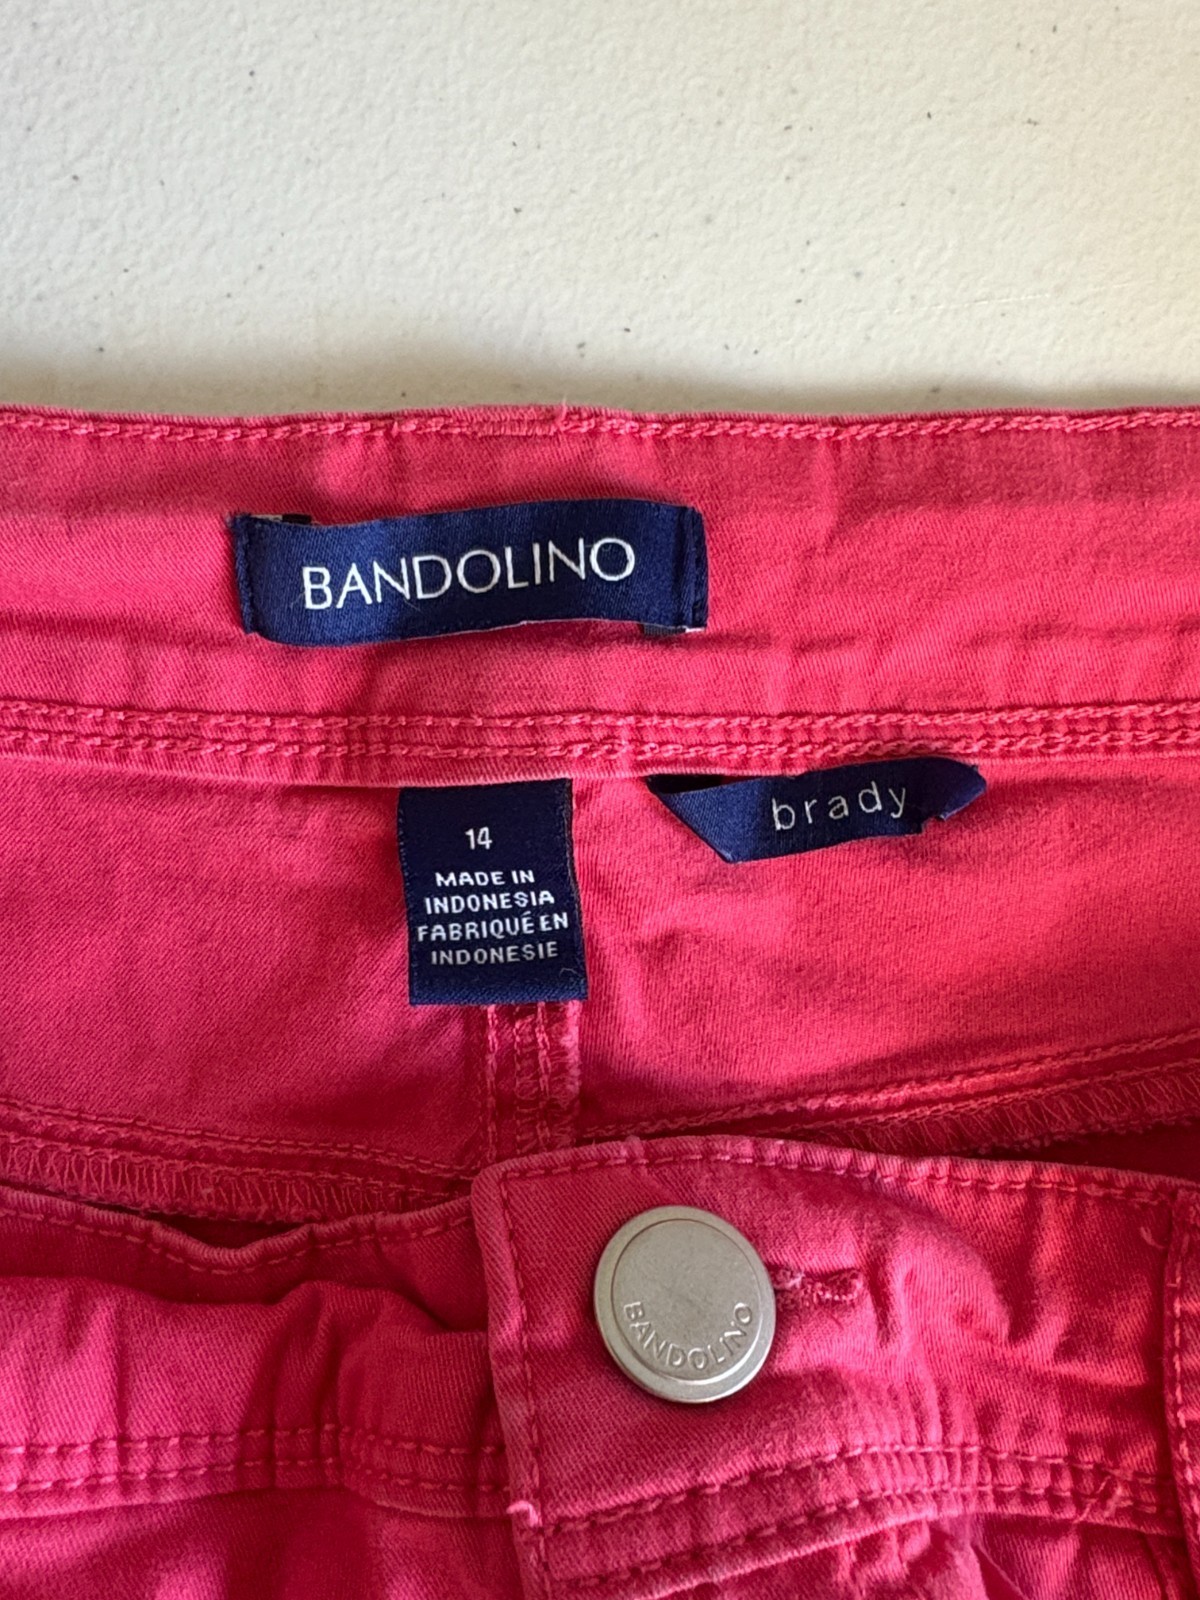 BANDOLINO
14
MADE IN
INDONESIA
FABRIQUÉ EN
INDONESIE
brady
BANDOLINO